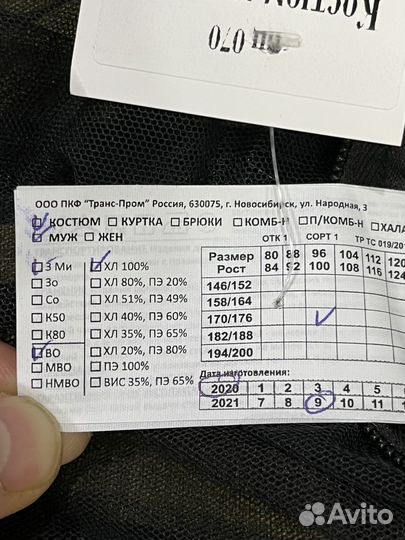 Костюм
070
ООО ПКФ "Транс-Пром" Россия, 630075, г. Новосибирск, ул. Народная, 3
КОСТЮМ КУРТКА БРЮКИ КОМБ-Н П/КОМБ-Н ХАЛА
МУЖ ЖЕН ОТК 1 СОРТ 1 ТР ТС 019/201
З Ми ХЛ 100%
Зо ХЛ 80%, ПЭ 20%
Со ХЛ 51%, ПЭ 49%
К50 ХЛ 40%, ПЭ 60%
К80 ХЛ 35%, ПЭ 65%
ВО ХЛ 20%, ПЭ 80%
МВО ПЭ 100%
НМВО ВИС 35%, ПЭ 65%
Размер 80 88 96 104 112 120
Рост 84 92 100 108 116 124
146/152
158/164
170/176
182/188
194/200
Дата изготовления:
2020 1 2 3 4 5
2021 7 8 9 10 11
Avito